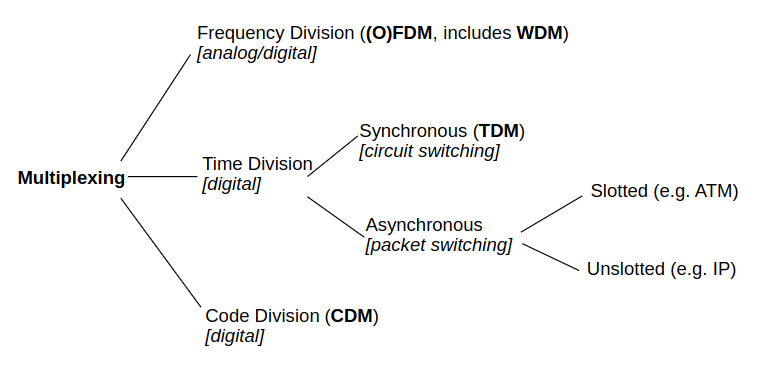 Frequency Division ((O)FDM, includes WDM)
[analog/digital]
Synchronous (TDM)
[circuit switching]
Time Division
[digital]
Multiplexing
Slotted (e.g. ATM)
Asynchronous
[packet switching]
Unslotted (e.g. IP)
Code Division (CDM)
[digital]